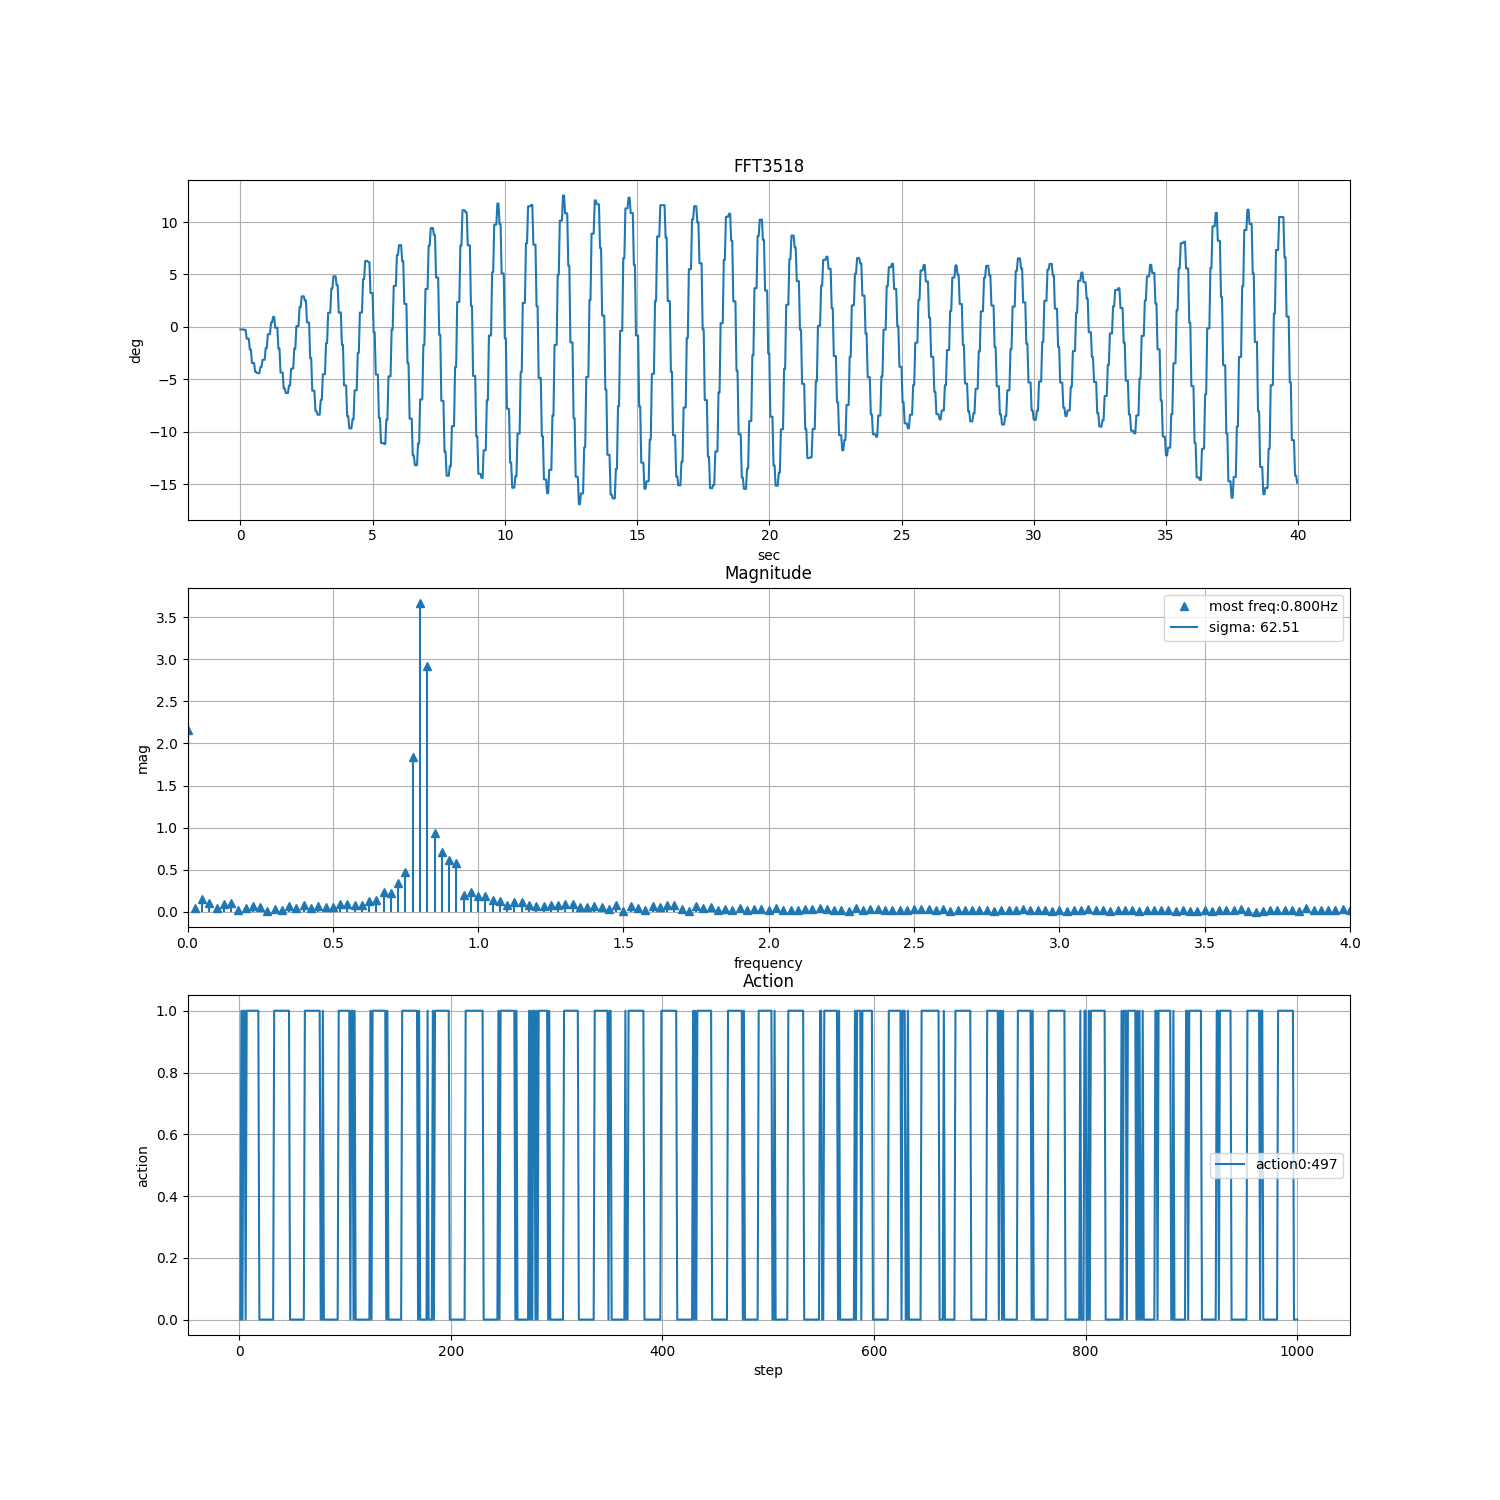 FFT3518
10
5
0
−5
−10
−15
deg
0 5 10 15 20 25 30 35 40
sec
Magnitude
most freq:0.800Hz
sigma: 62.51
3.5
3.0
2.5
2.0
1.5
1.0
0.5
0.0
mag
0.0 0.5 1.0 1.5 2.0 2.5 3.0 3.5 4.0
frequency
Action
1.0
0.8
0.6
0.4
0.2
0.0
action
action0:497
0 200 400 600 800 1000
step